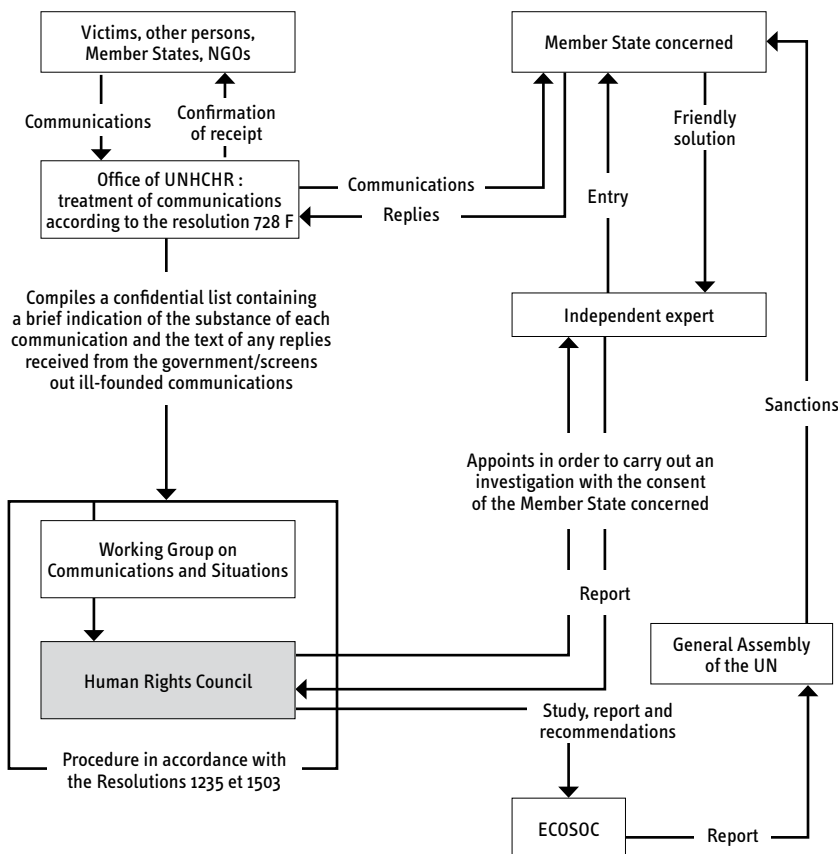 Victims, other persons,
Member States, NGOs
Member State concerned
Communications
Confirmation
of receipt
Friendly
solution
Office of UNHCHR :
treatment of communications
according to the resolution 728 F
Communications
Replies
Entry
Compiles a confidential list containing
a brief indication of the substance of each
communication and the text of any replies
received from the government/screens
out ill-founded communications
Independent expert
Sanctions
Appoints in order to carry out an
investigation with the consent
of the Member State concerned
Working Group on
Communications and Situations
Report
Human Rights Council
General Assembly
of the UN
Study, report and
recommendations
Procedure in accordance with
the Resolutions 1235 et 1503
ECOSOC
Report